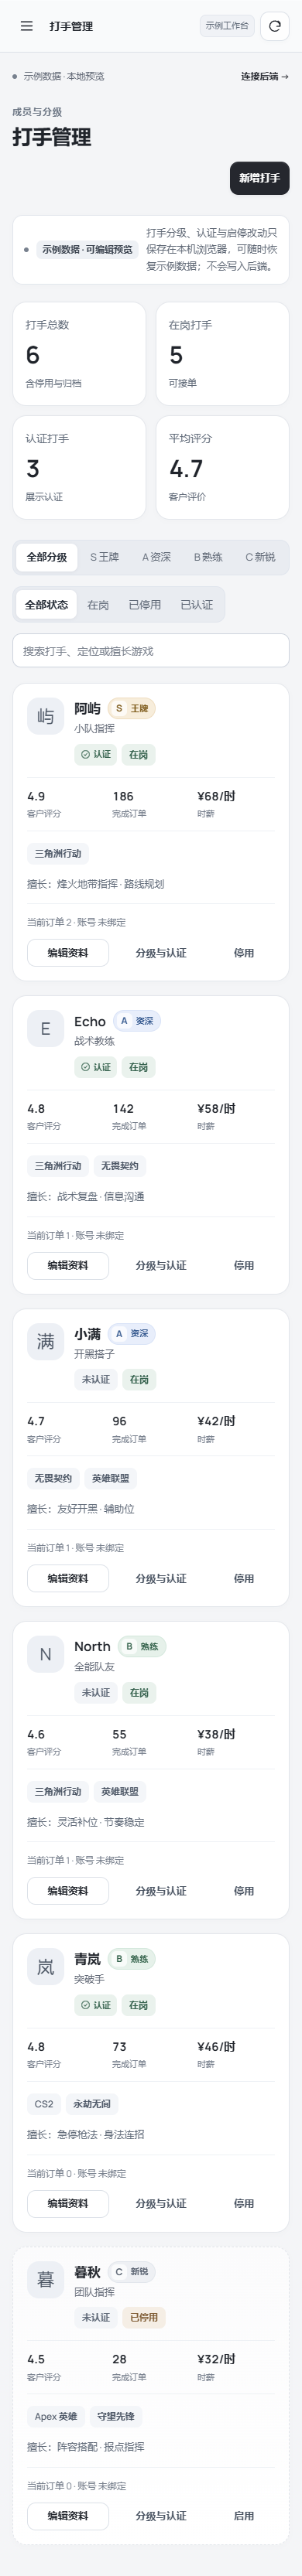 打手管理
示例工作台
示例数据 · 本地预览
连接后端 →
成员与分级
打手管理
新增打手
示例数据 · 可编辑预览
打手分级、认证与启停改动只
保存在本机浏览器，可随时恢
复示例数据；不会写入后端。
打手总数
6
含停用与归档
在岗打手
5
可接单
认证打手
3
展示认证
平均评分
4.7
客户评价
全部分级 S 王牌 A 资深 B 熟练 C 新锐
全部状态 在岗 已停用 已认证
搜索打手、定位或擅长游戏
屿
阿屿 S 王牌
小队指挥
认证 在岗
4.9 186 ¥68/时
客户评分 完成订单 时薪
三角洲行动
擅长：烽火地带指挥 · 路线规划
当前订单 2 · 账号 未绑定
编辑资料 分级与认证 停用
E
Echo A 资深
战术教练
认证 在岗
4.8 142 ¥58/时
客户评分 完成订单 时薪
三角洲行动 无畏契约
擅长：战术复盘 · 信息沟通
当前订单 1 · 账号 未绑定
编辑资料 分级与认证 停用
满
小满 A 资深
开黑搭子
未认证 在岗
4.7 96 ¥42/时
客户评分 完成订单 时薪
无畏契约 英雄联盟
擅长：友好开黑 · 辅助位
当前订单 1 · 账号 未绑定
编辑资料 分级与认证 停用
N
North B 熟练
全能队友
未认证 在岗
4.6 55 ¥38/时
客户评分 完成订单 时薪
三角洲行动 英雄联盟
擅长：灵活补位 · 节奏稳定
当前订单 1 · 账号 未绑定
编辑资料 分级与认证 停用
岚
青岚 B 熟练
突破手
认证 在岗
4.8 73 ¥46/时
客户评分 完成订单 时薪
CS2 永劫无间
擅长：急停枪法 · 身法连招
当前订单 0 · 账号 未绑定
编辑资料 分级与认证 停用
暮
暮秋 C 新锐
团队指挥
未认证 已停用
4.5 28 ¥32/时
客户评分 完成订单 时薪
Apex 英雄 守望先锋
擅长：阵容搭配 · 报点指挥
当前订单 0 · 账号 未绑定
编辑资料 分级与认证 启用